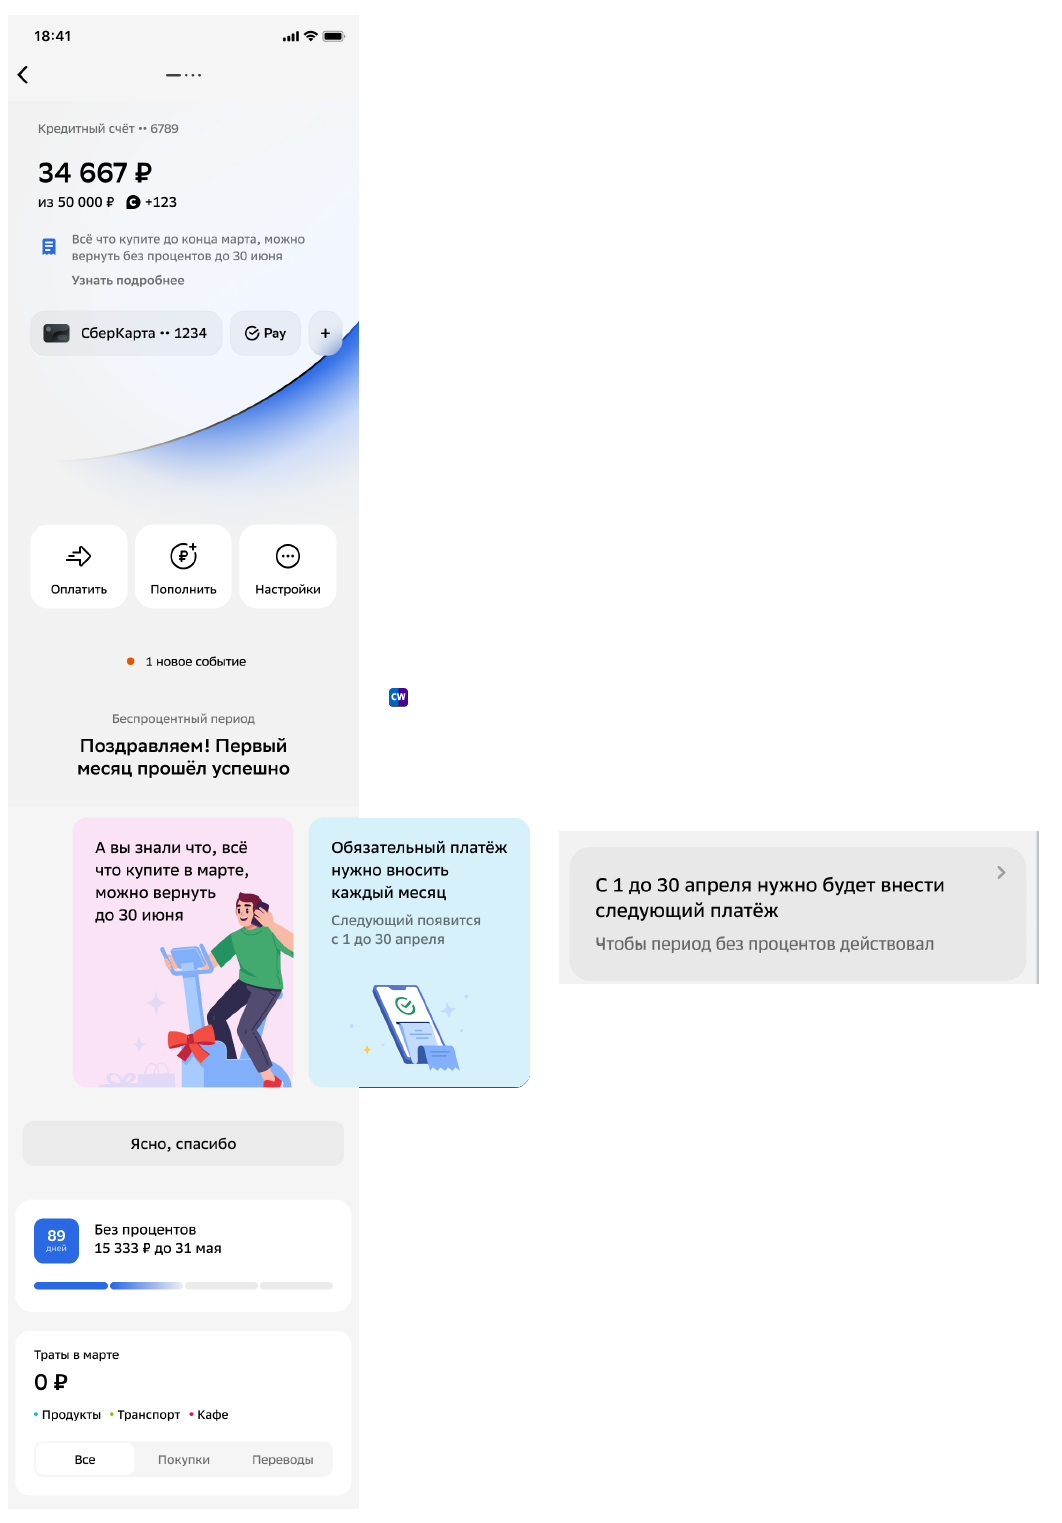 18:41
Кредитный счёт •• 6789
34 667 ₽
из 50 000 ₽ C +123
Всё что купите до конца марта, можно
вернуть без процентов до 30 июня
Узнать подробнее
СберКарта •• 1234
Pay
+
Оплатить
Пополнить
Настройки
1 новое событие
CW
Беспроцентный период
Поздравляем! Первый
месяц прошёл успешно
А вы знали что, всё
что купите в марте,
можно вернуть
до 30 июня
Обязательный платёж
нужно вносить
каждый месяц
Следующий появится
с 1 до 30 апреля
С 1 до 30 апреля нужно будет внести
следующий платёж
Чтобы период без процентов действовал
Ясно, спасибо
89
дней
Без процентов
15 333 ₽ до 31 мая
Траты в марте
0 ₽
• Продукты • Транспорт • Кафе
Все
Покупки
Переводы